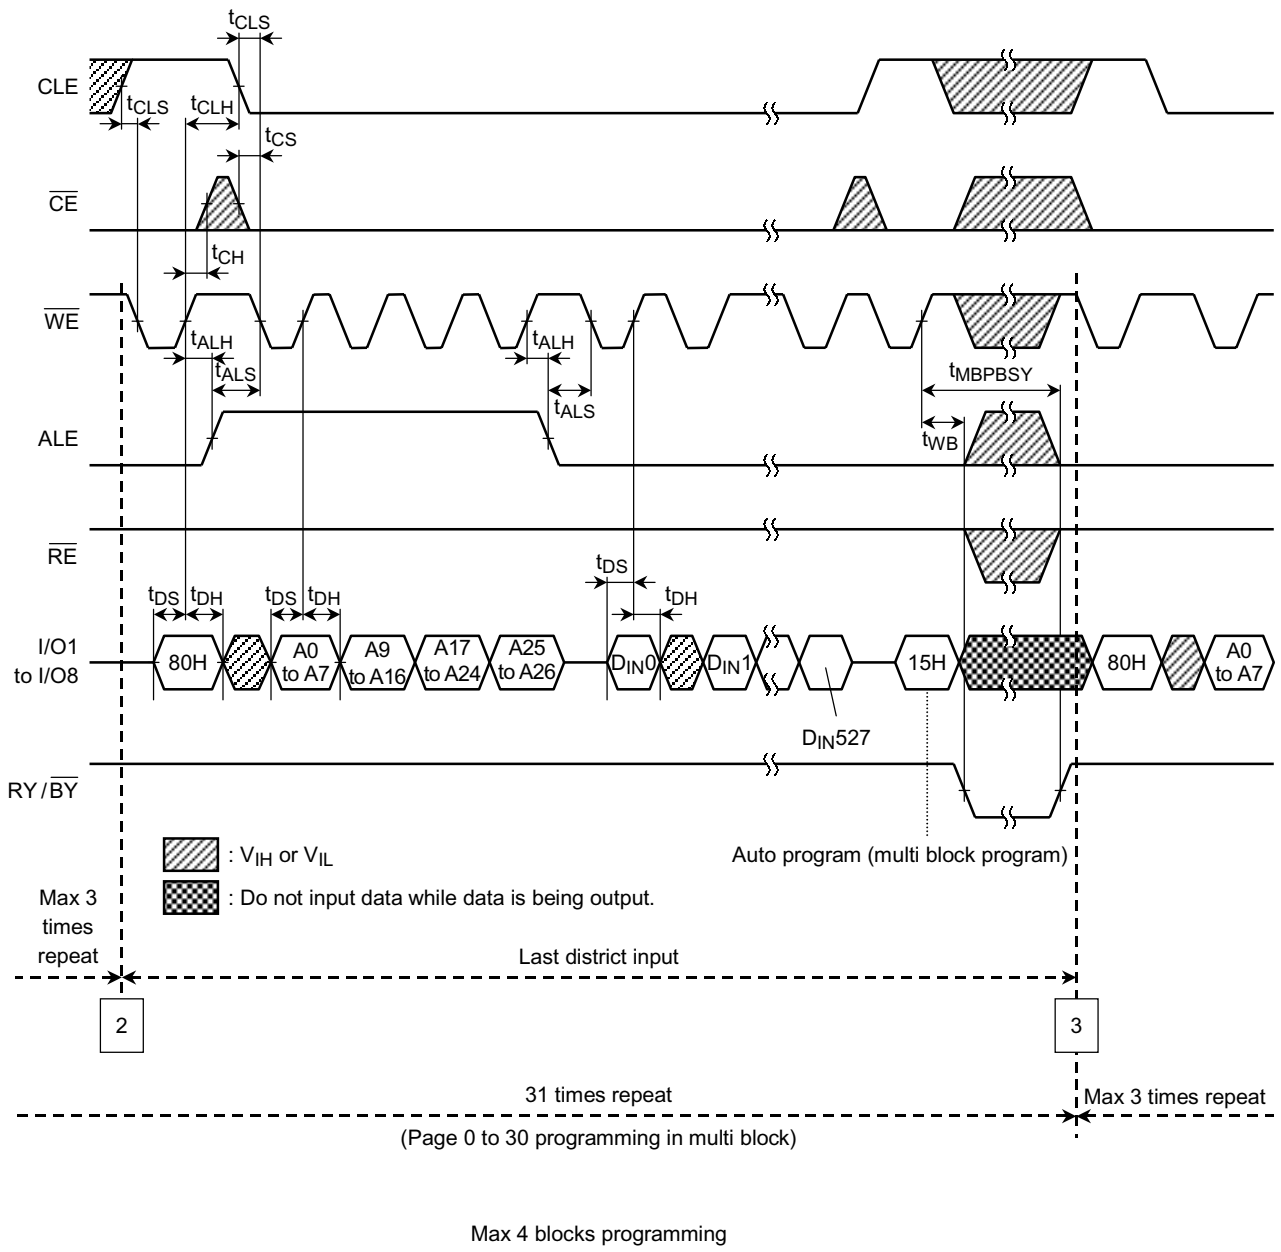 tCLS
CLE
tCLS
tCLH
tCS
CE
tCH
WE
tALH
tALH
tALS
tMBPBSY
tALS
ALE
tWB
RE
tDS
tDS
tDH
tDS
tDH
tDH
I/O1
to I/O8
80H
A0
to A7
A9
to A16
A17
to A24
A25
to A26
DIN0
DIN1
15H
80H
A0
to A7
DIN527
RY/BY
: VIH or VIL
Auto program (multi block program)
: Do not input data while data is being output.
Max 3
times
repeat
Last district input
2
3
31 times repeat
Max 3 times repeat
(Page 0 to 30 programming in multi block)
Max 4 blocks programming